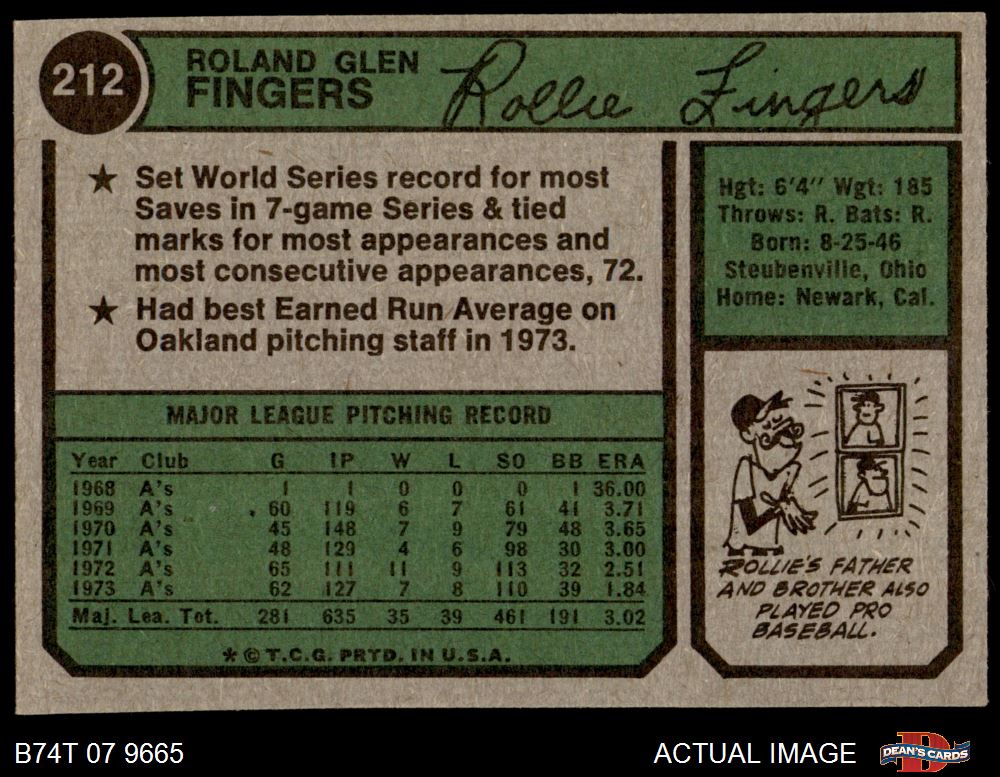 212
ROLAND GLEN
FINGERS
Rollie Fingers
★ Set World Series record for most
Saves in 7-game Series & tied
marks for most appearances and
most consecutive appearances, 72.
★ Had best Earned Run Average on
Oakland pitching staff in 1973.
Hgt: 6'4" Wgt: 185
Throws: R. Bats: R.
Born: 8-25-46
Steubenville, Ohio
Home: Newark, Cal.
MAJOR LEAGUE PITCHING RECORD
Year Club G IP W L SO BB ERA
1968 A's 1 1 0 0 0 1 36.00
1969 A's 60 119 6 7 61 41 3.71
1970 A's 45 148 7 9 79 48 3.65
1971 A's 48 129 4 6 98 30 3.00
1972 A's 65 111 11 9 113 32 2.51
1973 A's 62 127 7 8 110 39 1.84
Maj. Lea. Tot. 281 635 35 39 461 191 3.02
* © T.C.G. PRTD. IN U.S.A.
ROLLIE'S FATHER
AND BROTHER ALSO
PLAYED PRO
BASEBALL.
B74T 07 9665
ACTUAL IMAGE
DEAN'S CARDS